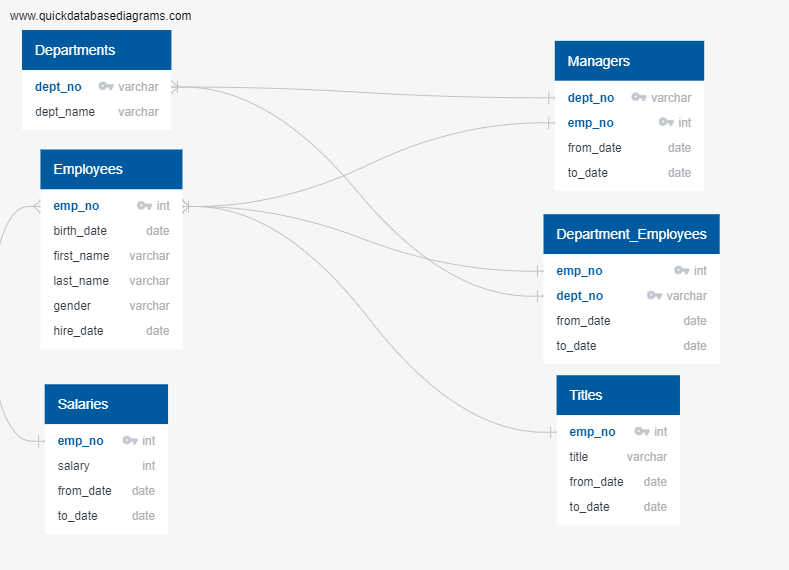 www.quickdatabasediagrams.com
Departments
dept_no varchar
dept_name varchar
Employees
emp_no int
birth_date date
first_name varchar
last_name varchar
gender varchar
hire_date date
Salaries
emp_no int
salary int
from_date date
to_date date
Managers
dept_no varchar
emp_no int
from_date date
to_date date
Department_Employees
emp_no int
dept_no varchar
from_date date
to_date date
Titles
emp_no int
title varchar
from_date date
to_date date